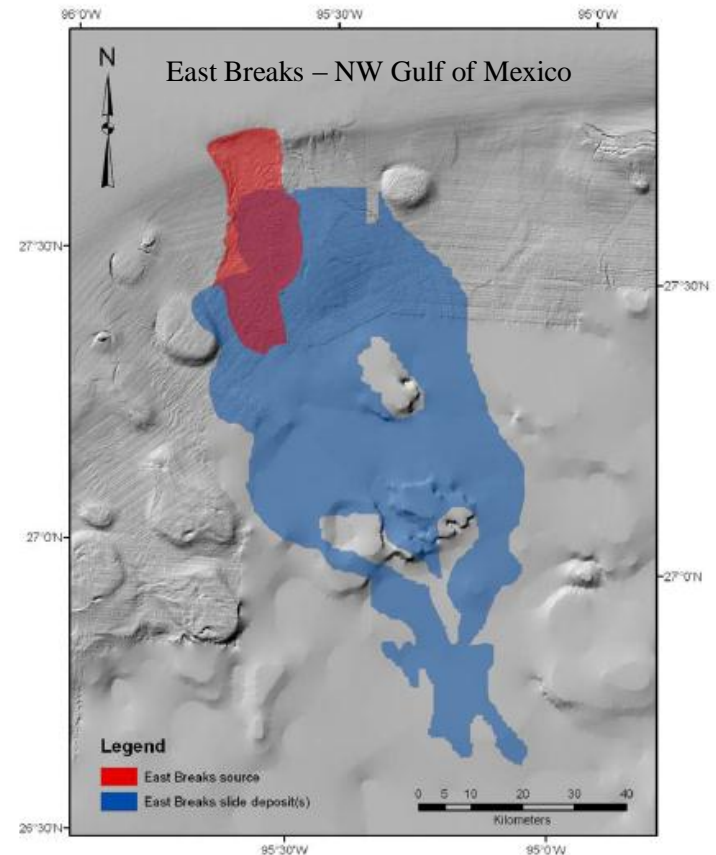 96°0'W 95°30'W 95°0'W
N
East Breaks – NW Gulf of Mexico
27°30'N
27°30'N
27°0'N
27°0'N
Legend
East Breaks source
East Breaks slide deposit(s)
0 5 10 20 30 40
Kilometers
26°30'N
95°30'W 95°0'W